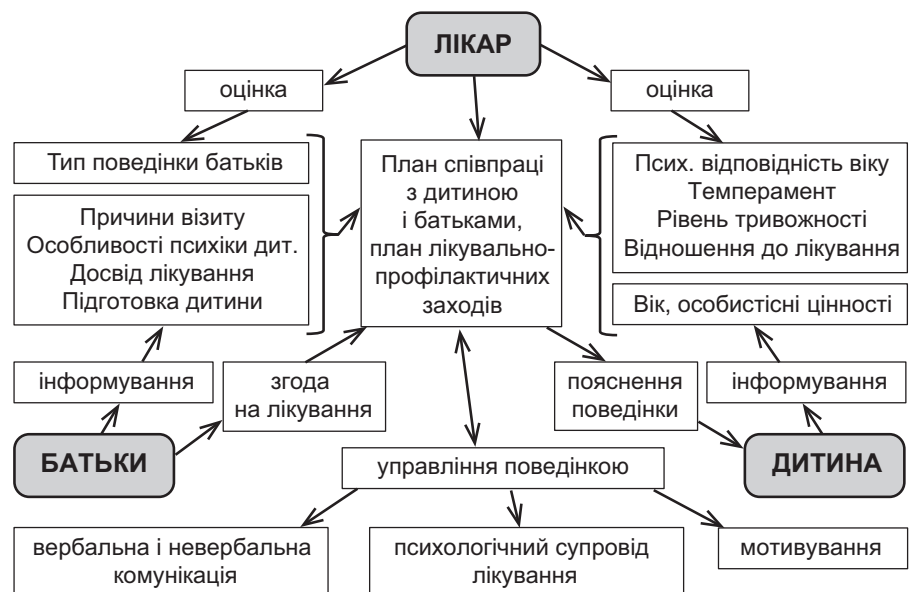 ЛІКАР
оцінка
оцінка
Тип поведінки батьків
Причини візиту
Особливості психіки дит.
Досвід лікування
Підготовка дитини
План співпраці
з дитиною
і батьками,
план лікувально-
профілактичних
заходів
Псих. відповідність віку
Темперамент
Рівень тривожності
Відношення до лікування
Вік, особистісні цінності
інформування
згода
на лікування
пояснення
поведінки
інформування
БАТЬКИ
ДИТИНА
управління поведінкою
вербальна і невербальна
комунікація
психологічний супровід
лікування
мотивування